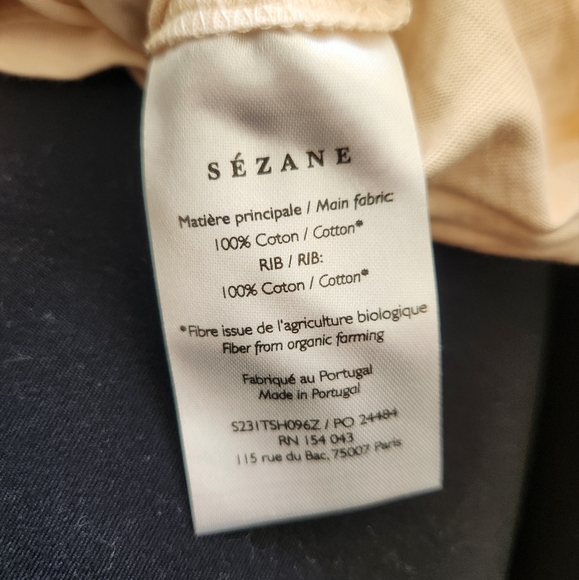 SÉZANE
Matière principale / Main fabric
100% Coton / Cotton*
RIB / RIB:
100% Coton / Cotton*
*Fibre issue de l'agriculture biologique
Fiber from organic farming
Fabriqué au Portugal
Made in Portugal
S231TSH096Z / PO 24484
RN 154 043
115 rue du Bac, 75007 Paris